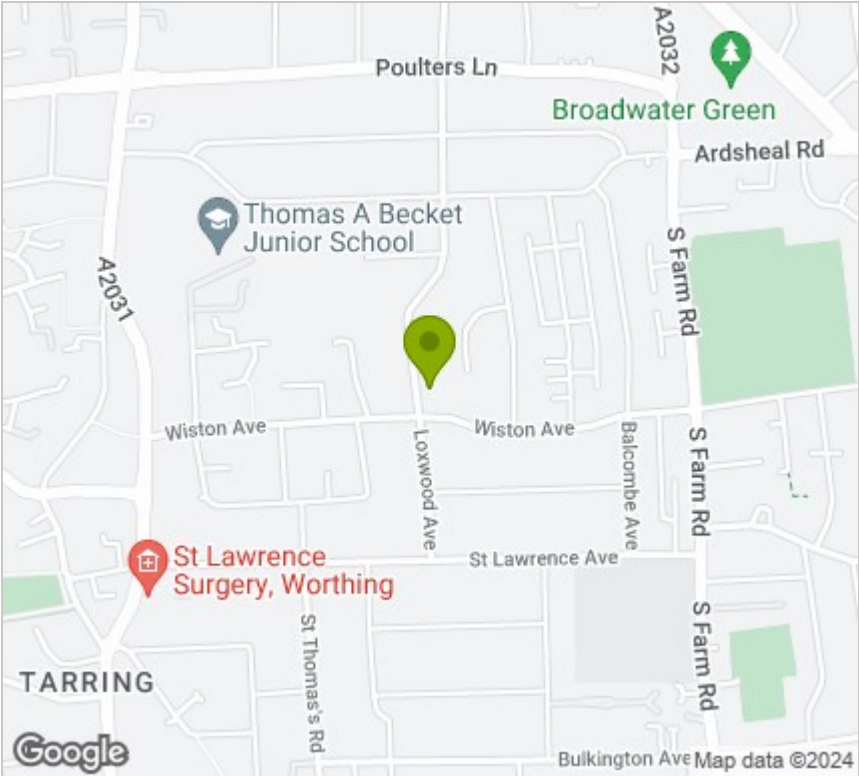 A2032
Poulters Ln
Broadwater Green
Ardsheal Rd
Thomas A Becket
Junior School
S Farm Rd
A2031
Wiston Ave
Wiston Ave
Loxwood Ave
Balcombe Ave
S Farm Rd
St Lawrence
Surgery, Worthing
St Lawrence Ave
St Thomas's Rd
S Farm Rd
TARRING
Google
Bulkington Ave
Map data ©2024